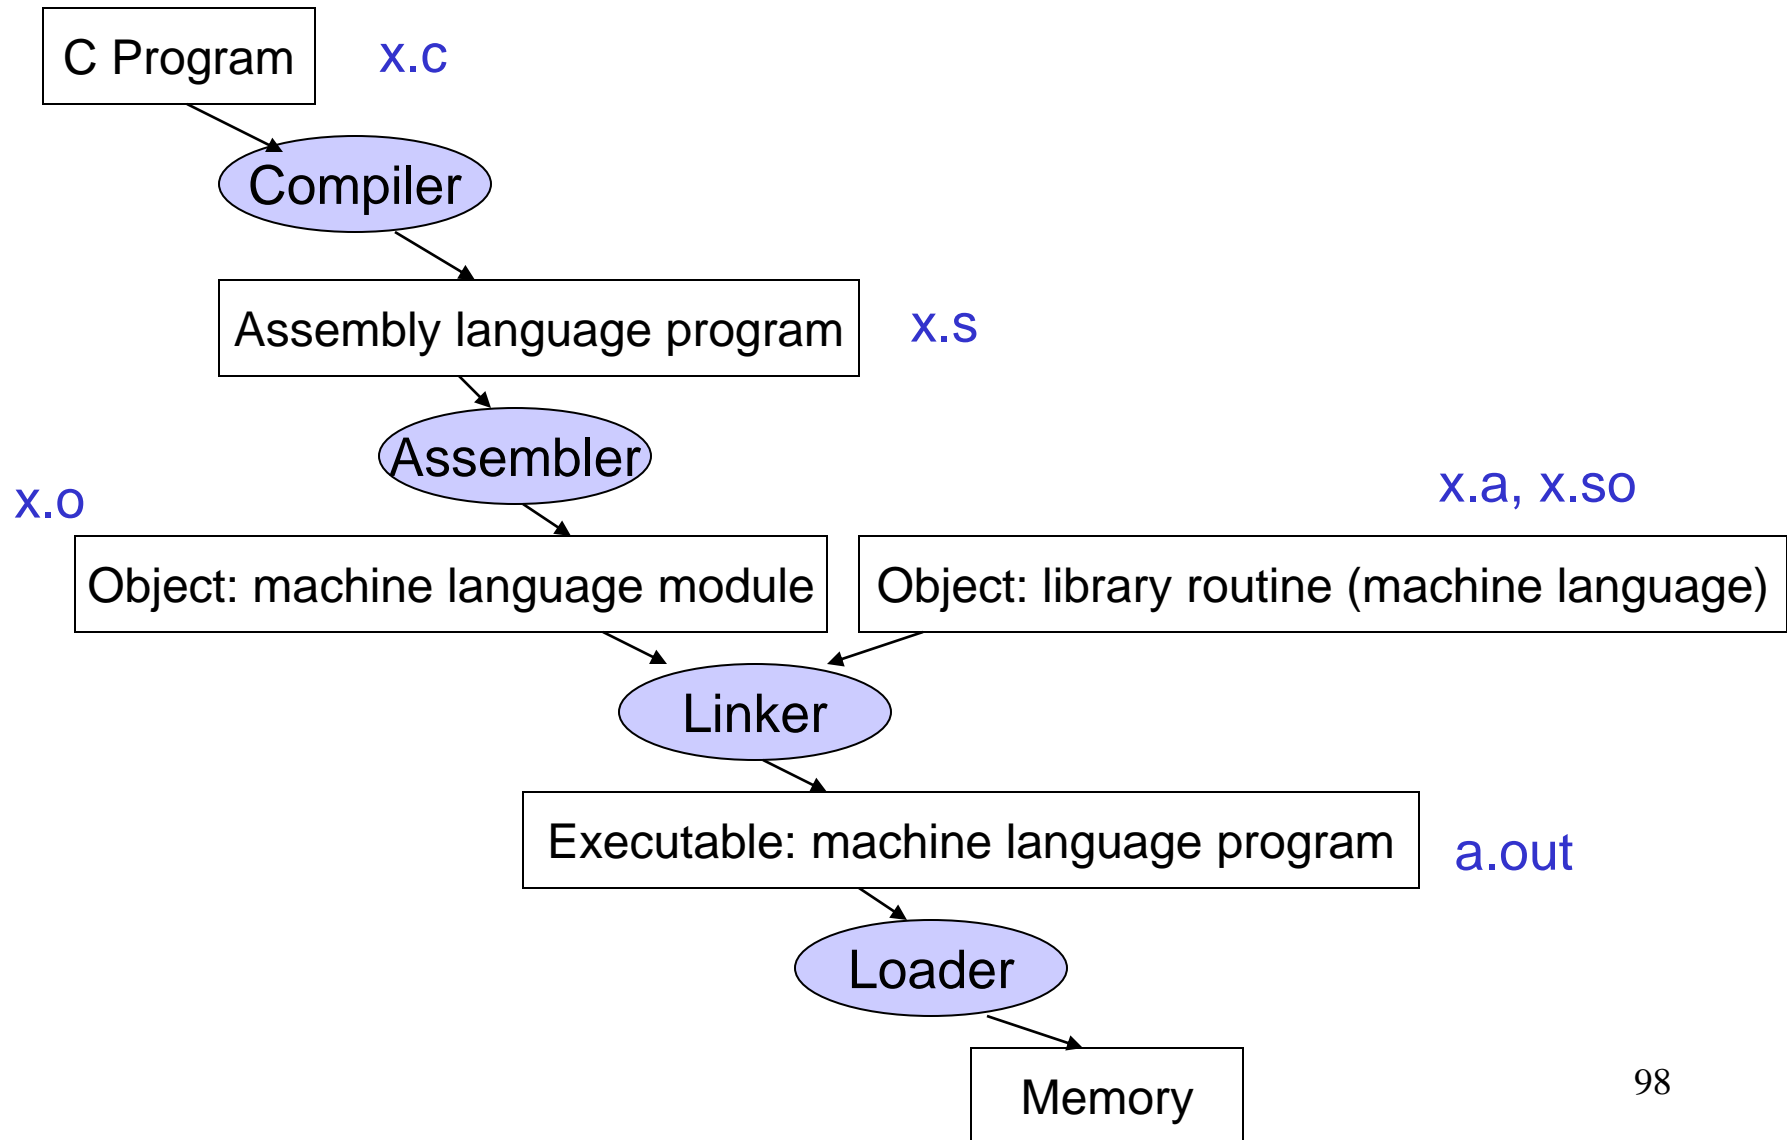 C Program
x.c
Compiler
Assembly language program
x.s
Assembler
x.o
x.a, x.so
Object: machine language module
Object: library routine (machine language)
Linker
Executable: machine language program
a.out
Loader
Memory
98